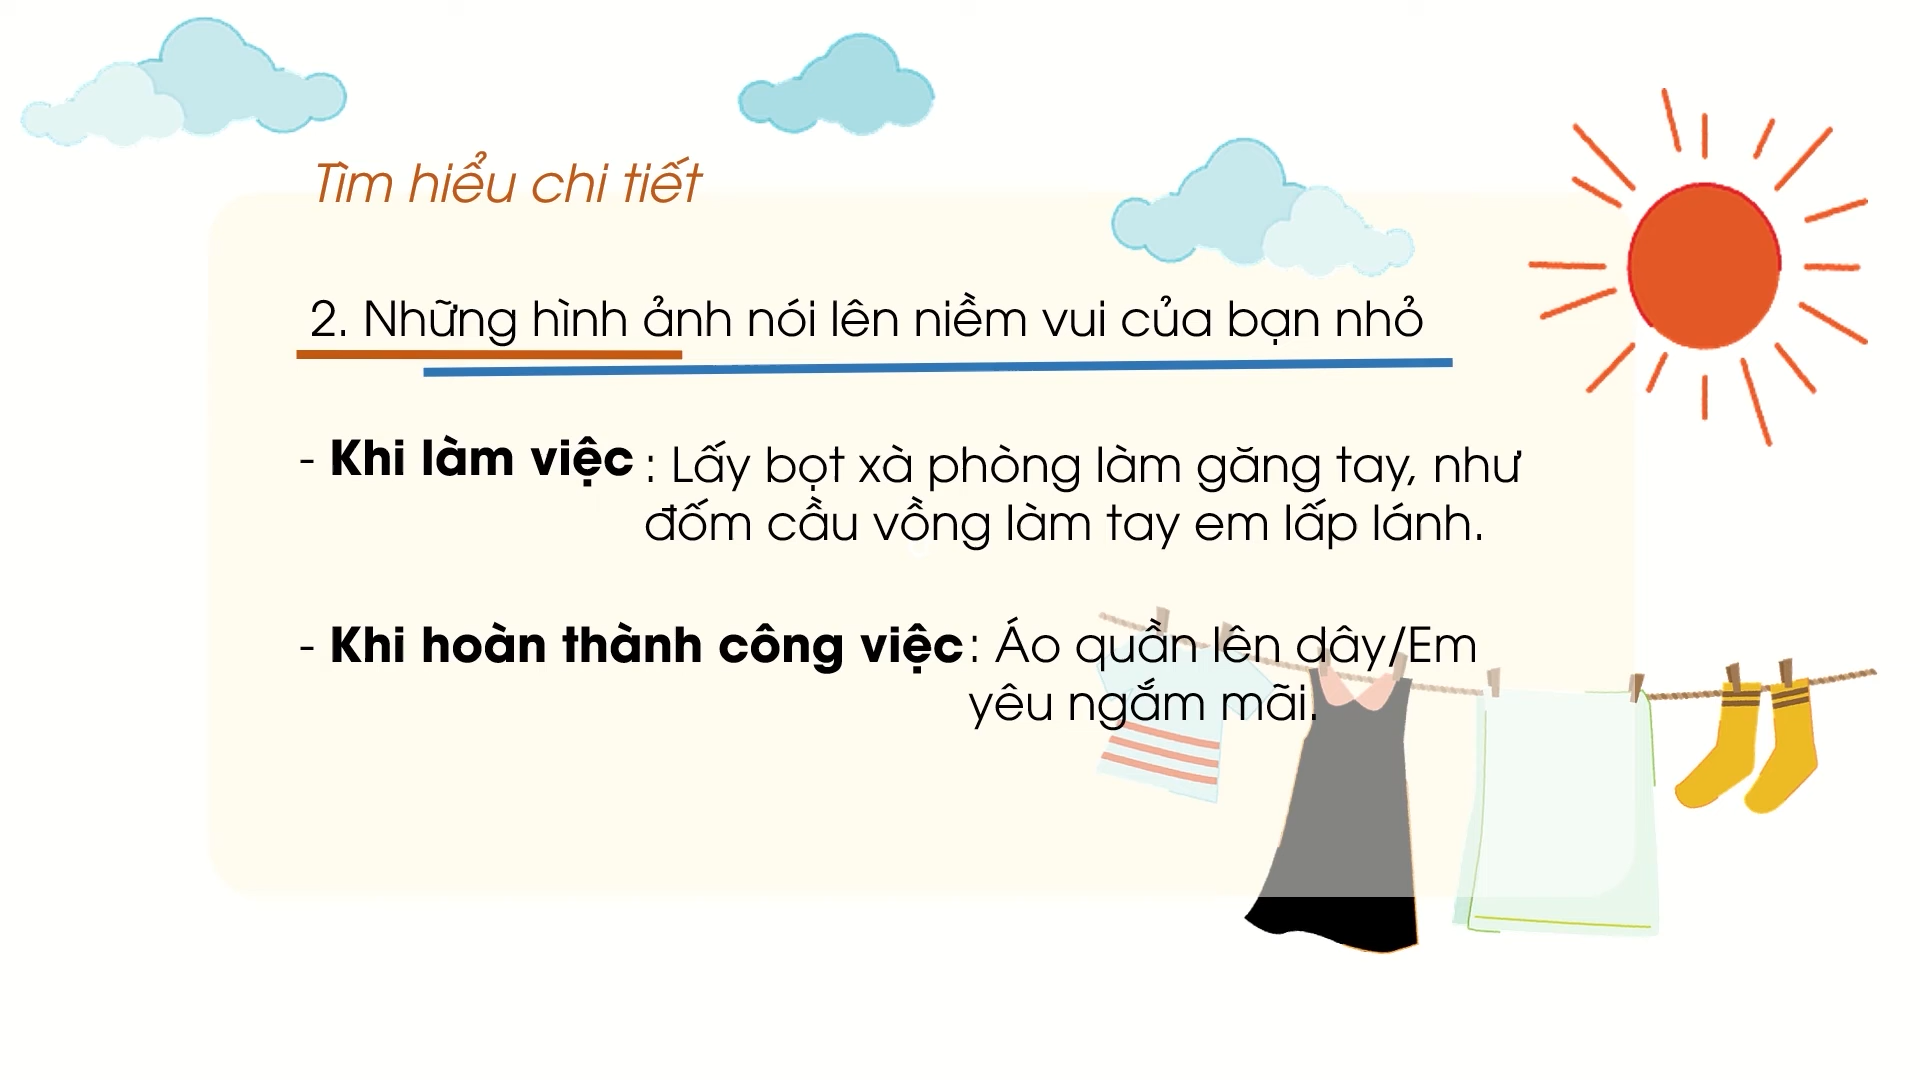 Tìm hiểu chi tiết
2. Những hình ảnh nói lên niềm vui của bạn nhỏ
- Khi làm việc : Lấy bọt xà phòng làm găng tay, như
đốm cầu vồng làm tay em lấp lánh.
- Khi hoàn thành công việc : Áo quần lên dây/Em
yêu ngắm mãi.